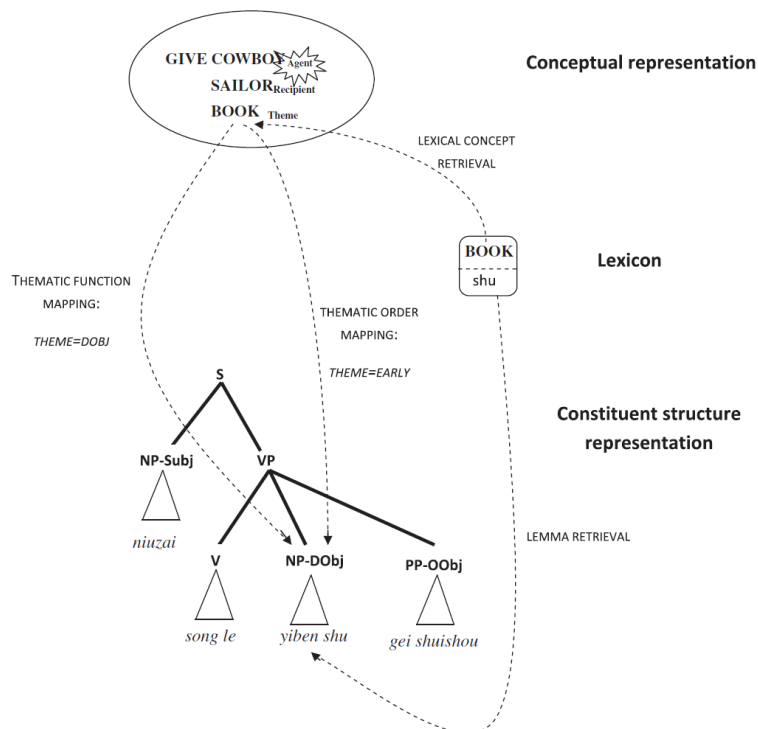 GIVE COWBOY Agent
SAILOR Recipient
BOOK Theme
Conceptual representation
LEXICAL CONCEPT
RETRIEVAL
BOOK
shu
Lexicon
THEMATIC FUNCTION
MAPPING:
THEME=DOBJ
THEMATIC ORDER
MAPPING:
THEME=EARLY
S
Constituent structure
representation
NP-Subj VP
niuzai
LEMMA RETRIEVAL
V NP-DObj PP-OObj
song le yiben shu gei shuishou